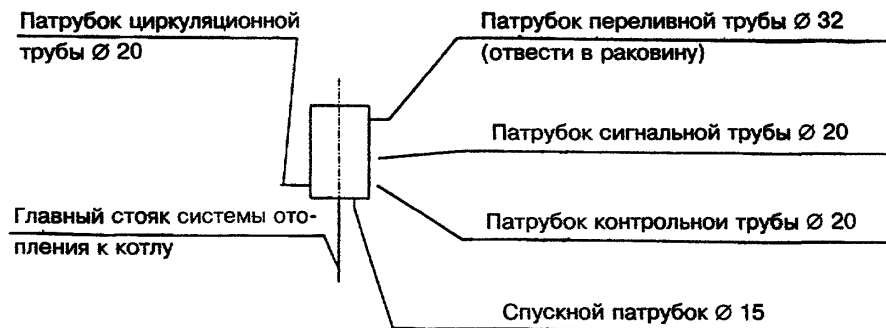 Патрубок циркуляционной
трубы Ø 20
Патрубок переливной трубы Ø 32
(отвести в раковину)
Патрубок сигнальной трубы Ø 20
Главный стояк системы ото-
пления к котлу
Патрубок контрольнои трубы Ø 20
Спускной патрубок Ø 15